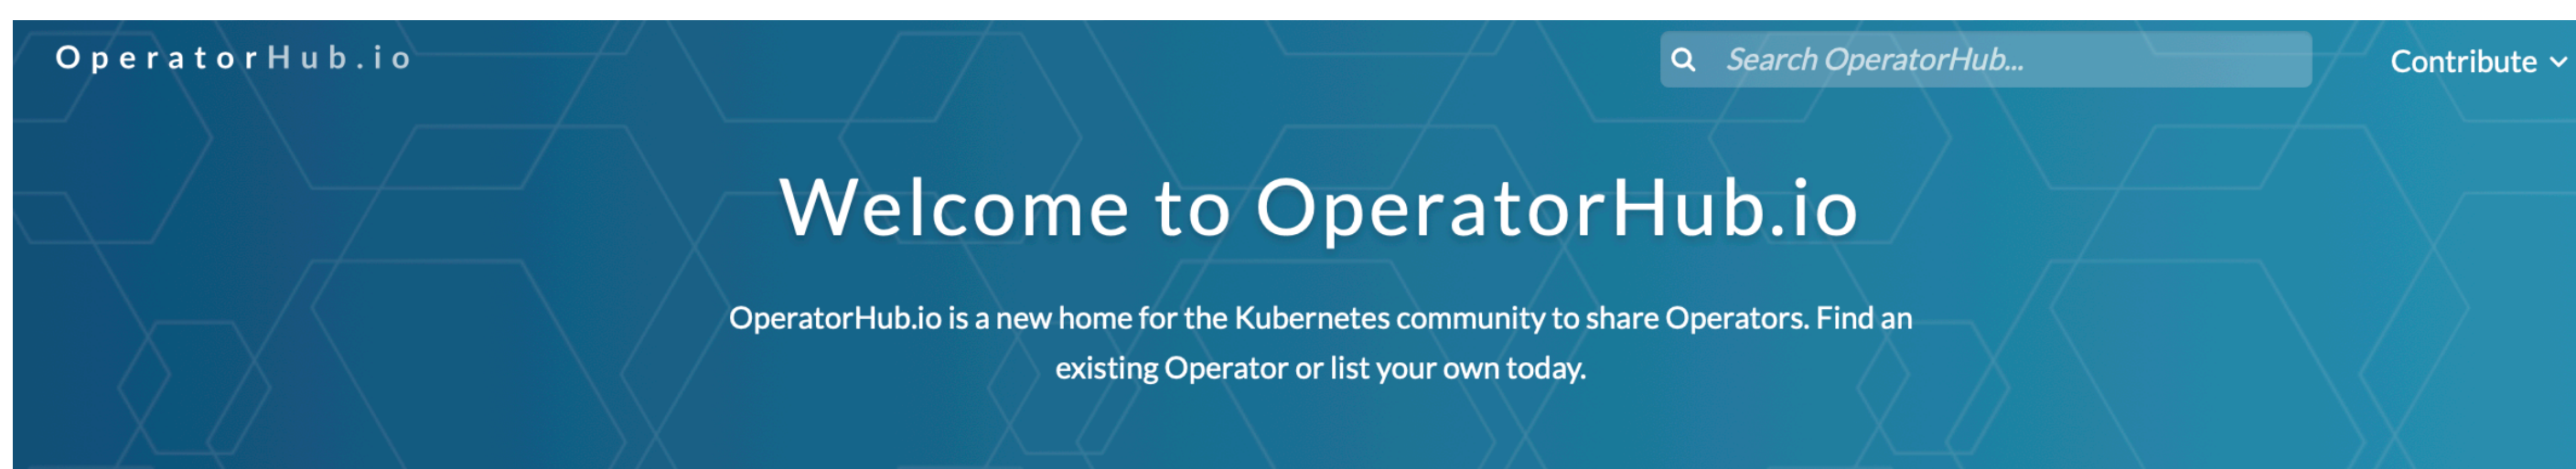 OperatorHub.io
Search OperatorHub...
Contribute
Welcome to OperatorHub.io
OperatorHub.io is a new home for the Kubernetes community to share Operators. Find an
existing Operator or list your own today.